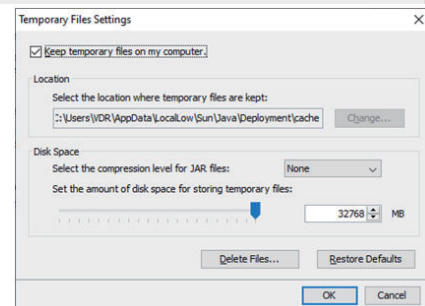 Temporary Files Settings
Keep temporary files on my computer.
Location
Select the location where temporary files are kept:
:\Users\VDR\AppData\LocalLow\Sun\Java\Deployment\cache
Change...
Disk Space
Select the compression level for JAR files:
None
Set the amount of disk space for storing temporary files:
32768 MB
Delete Files...
Restore Defaults
OK
Cancel